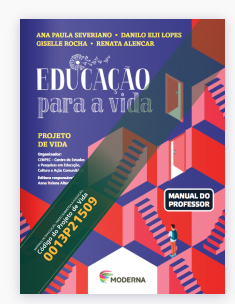 ANA PAULA SEVERIANO • DANILO EIJI LOPES
GISELLE ROCHA • RENATA ALENCAR
EDUCAÇÃO
para a vida
PROJETO
DE VIDA
Organizador:
CENPEC – Centro de Estudos
e Pesquisas em Educação,
Cultura e Ação Comunitária
Editora responsável:
Ana Helena
Código do Projeto de Vida
0013P21509
MANUAL DO
PROFESSOR
MODERNA